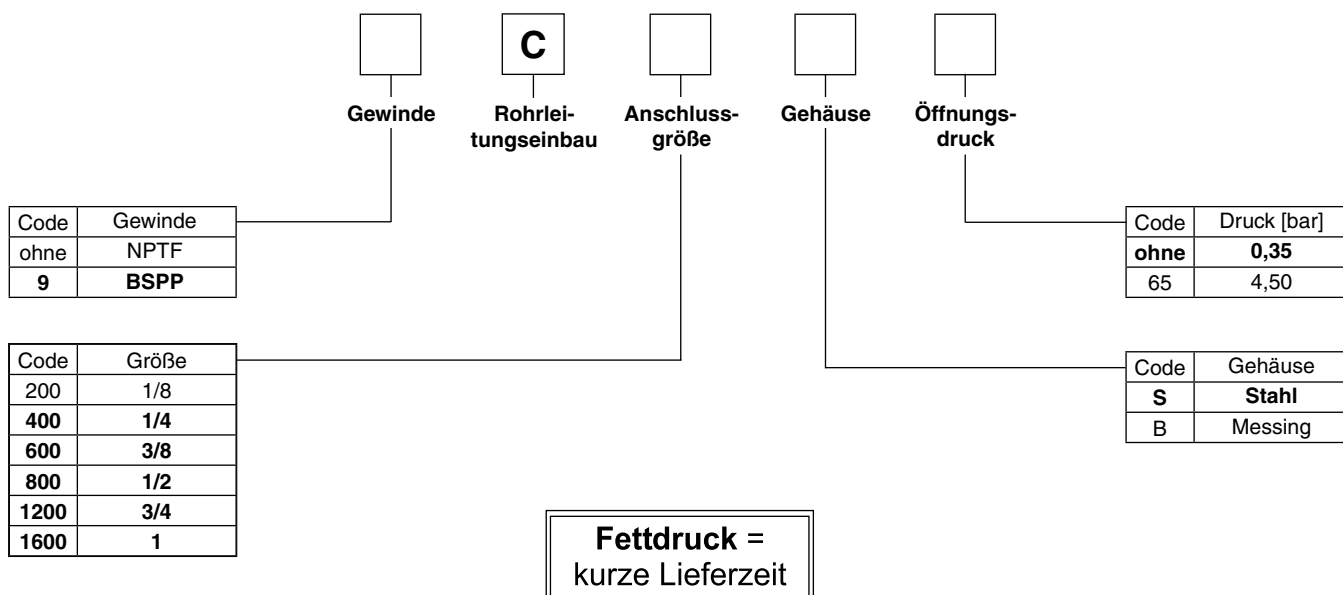 C
Gewinde
Rohrlei-
tungseinbau
Anschluss-
größe
Gehäuse
Öffnungs-
druck
Code Gewinde
ohne NPTF
9 BSPP
Code Druck [bar]
ohne 0,35
65 4,50
Code Größe
200 1/8
400 1/4
600 3/8
800 1/2
1200 3/4
1600 1
Code Gehäuse
S Stahl
B Messing
Fettdruck =
kurze Lieferzeit